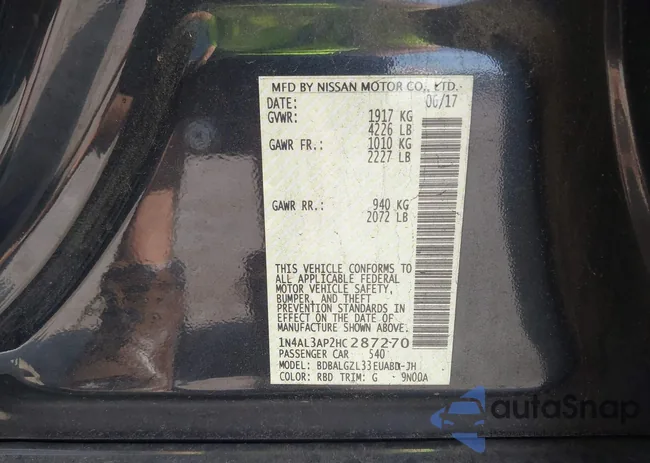 MFD BY NISSAN MOTOR CO., LTD.
DATE: 06/17
GVWR: 1917 KG
4226 LB
GAWR FR.: 1010 KG
2227 LB
GAWR RR.: 940 KG
2072 LB
THIS VEHICLE CONFORMS TO
ALL APPLICABLE FEDERAL
MOTOR VEHICLE SAFETY,
BUMPER, AND THEFT
PREVENTION STANDARDS IN
EFFECT ON THE DATE OF
MANUFACTURE SHOWN ABOVE.
1N4AL3AP2HC287270
PASSENGER CAR 540
MODEL: BDBALGZL33EUABD-JH
COLOR: RBD TRIM: G - 9N00A
autoSnap